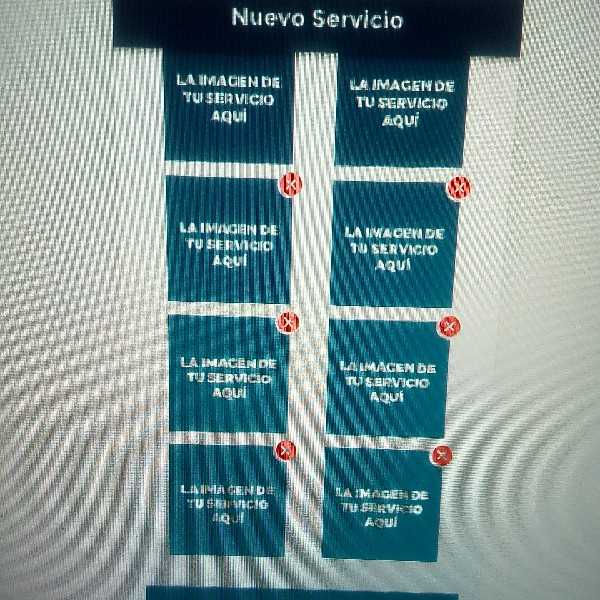 Nuevo Servicio
LA IMAGEN DE
TU SERVICIO
AQUÍ
LA IMAGEN DE
TU SERVICIO
AQUÍ
LA IMAGEN DE
TU SERVICIO
AQUÍ
LA IMAGEN DE
TU SERVICIO
AQUÍ
LA IMAGEN DE
TU SERVICIO
AQUÍ
LA IMAGEN DE
TU SERVICIO
AQUÍ
LA IMAGEN DE
TU SERVICIO
AQUÍ
LA IMAGEN DE
TU SERVICIO
AQUÍ